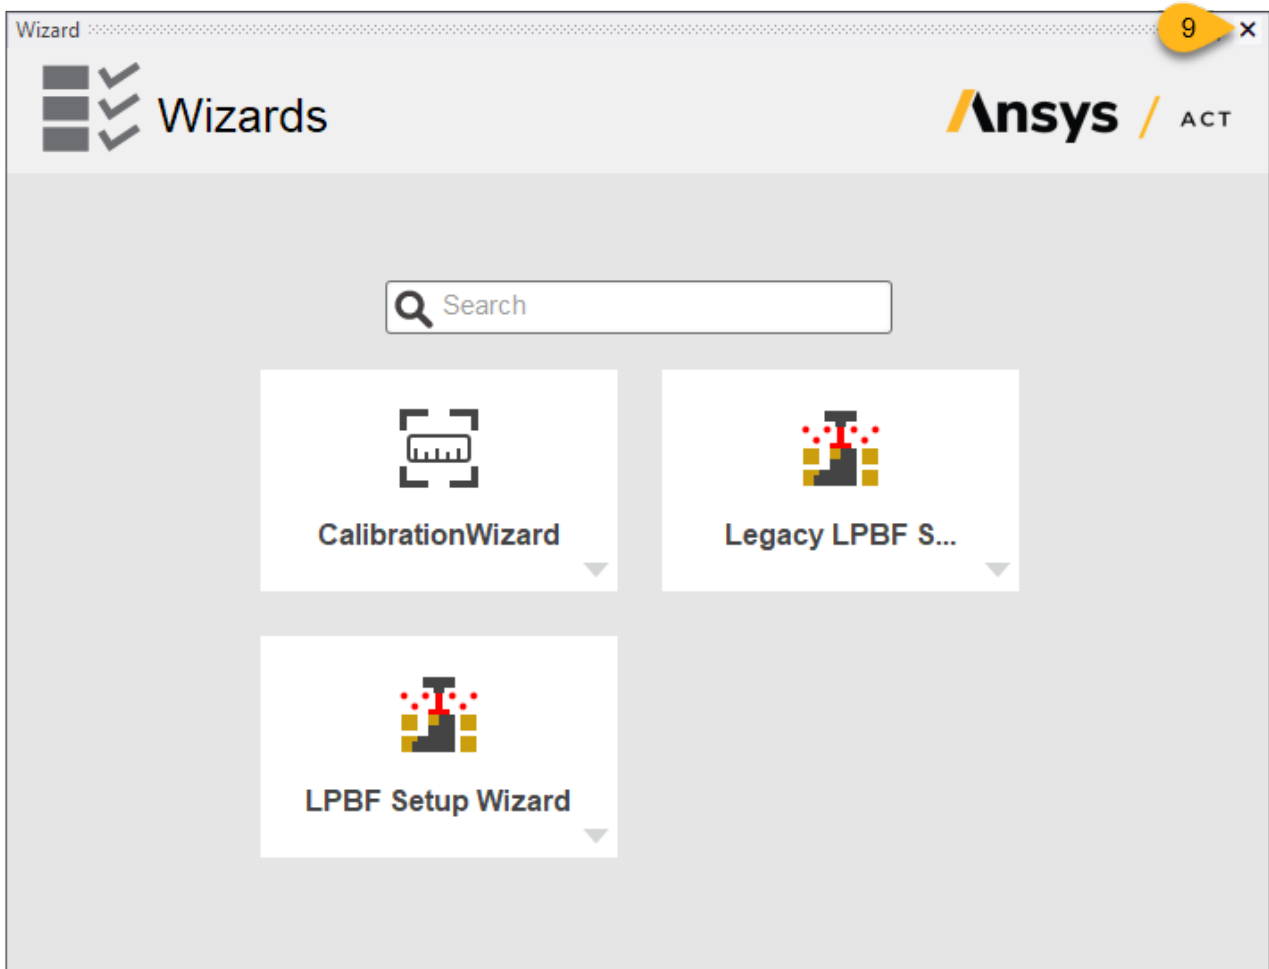 Wizard
9
Wizards
Ansys / ACT
Search
CalibrationWizard
Legacy LPBF S...
LPBF Setup Wizard